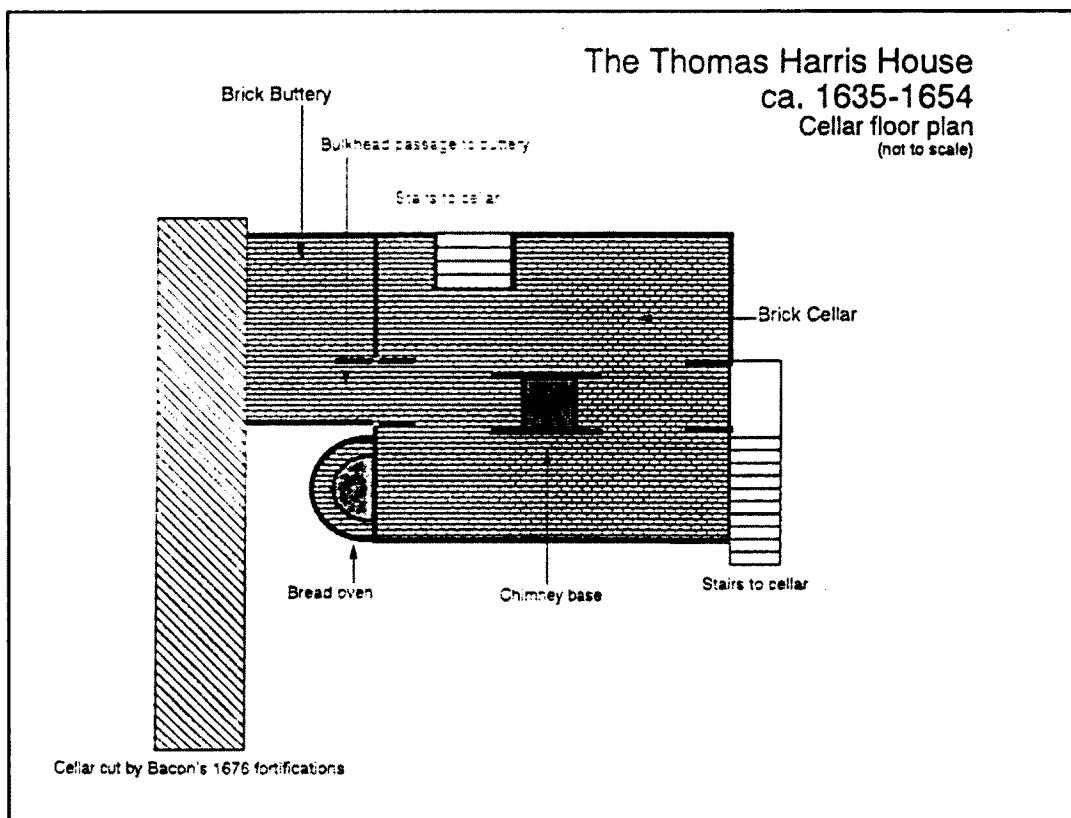 The Thomas Harris House
ca. 1635-1654
Cellar floor plan
(not to scale)
Brick Buttery
Bulkhead passage to buttery
Stairs to cellar
Brick Cellar
Bread oven
Chimney base
Stairs to cellar
Cellar cut by Bacon's 1676 fortifications